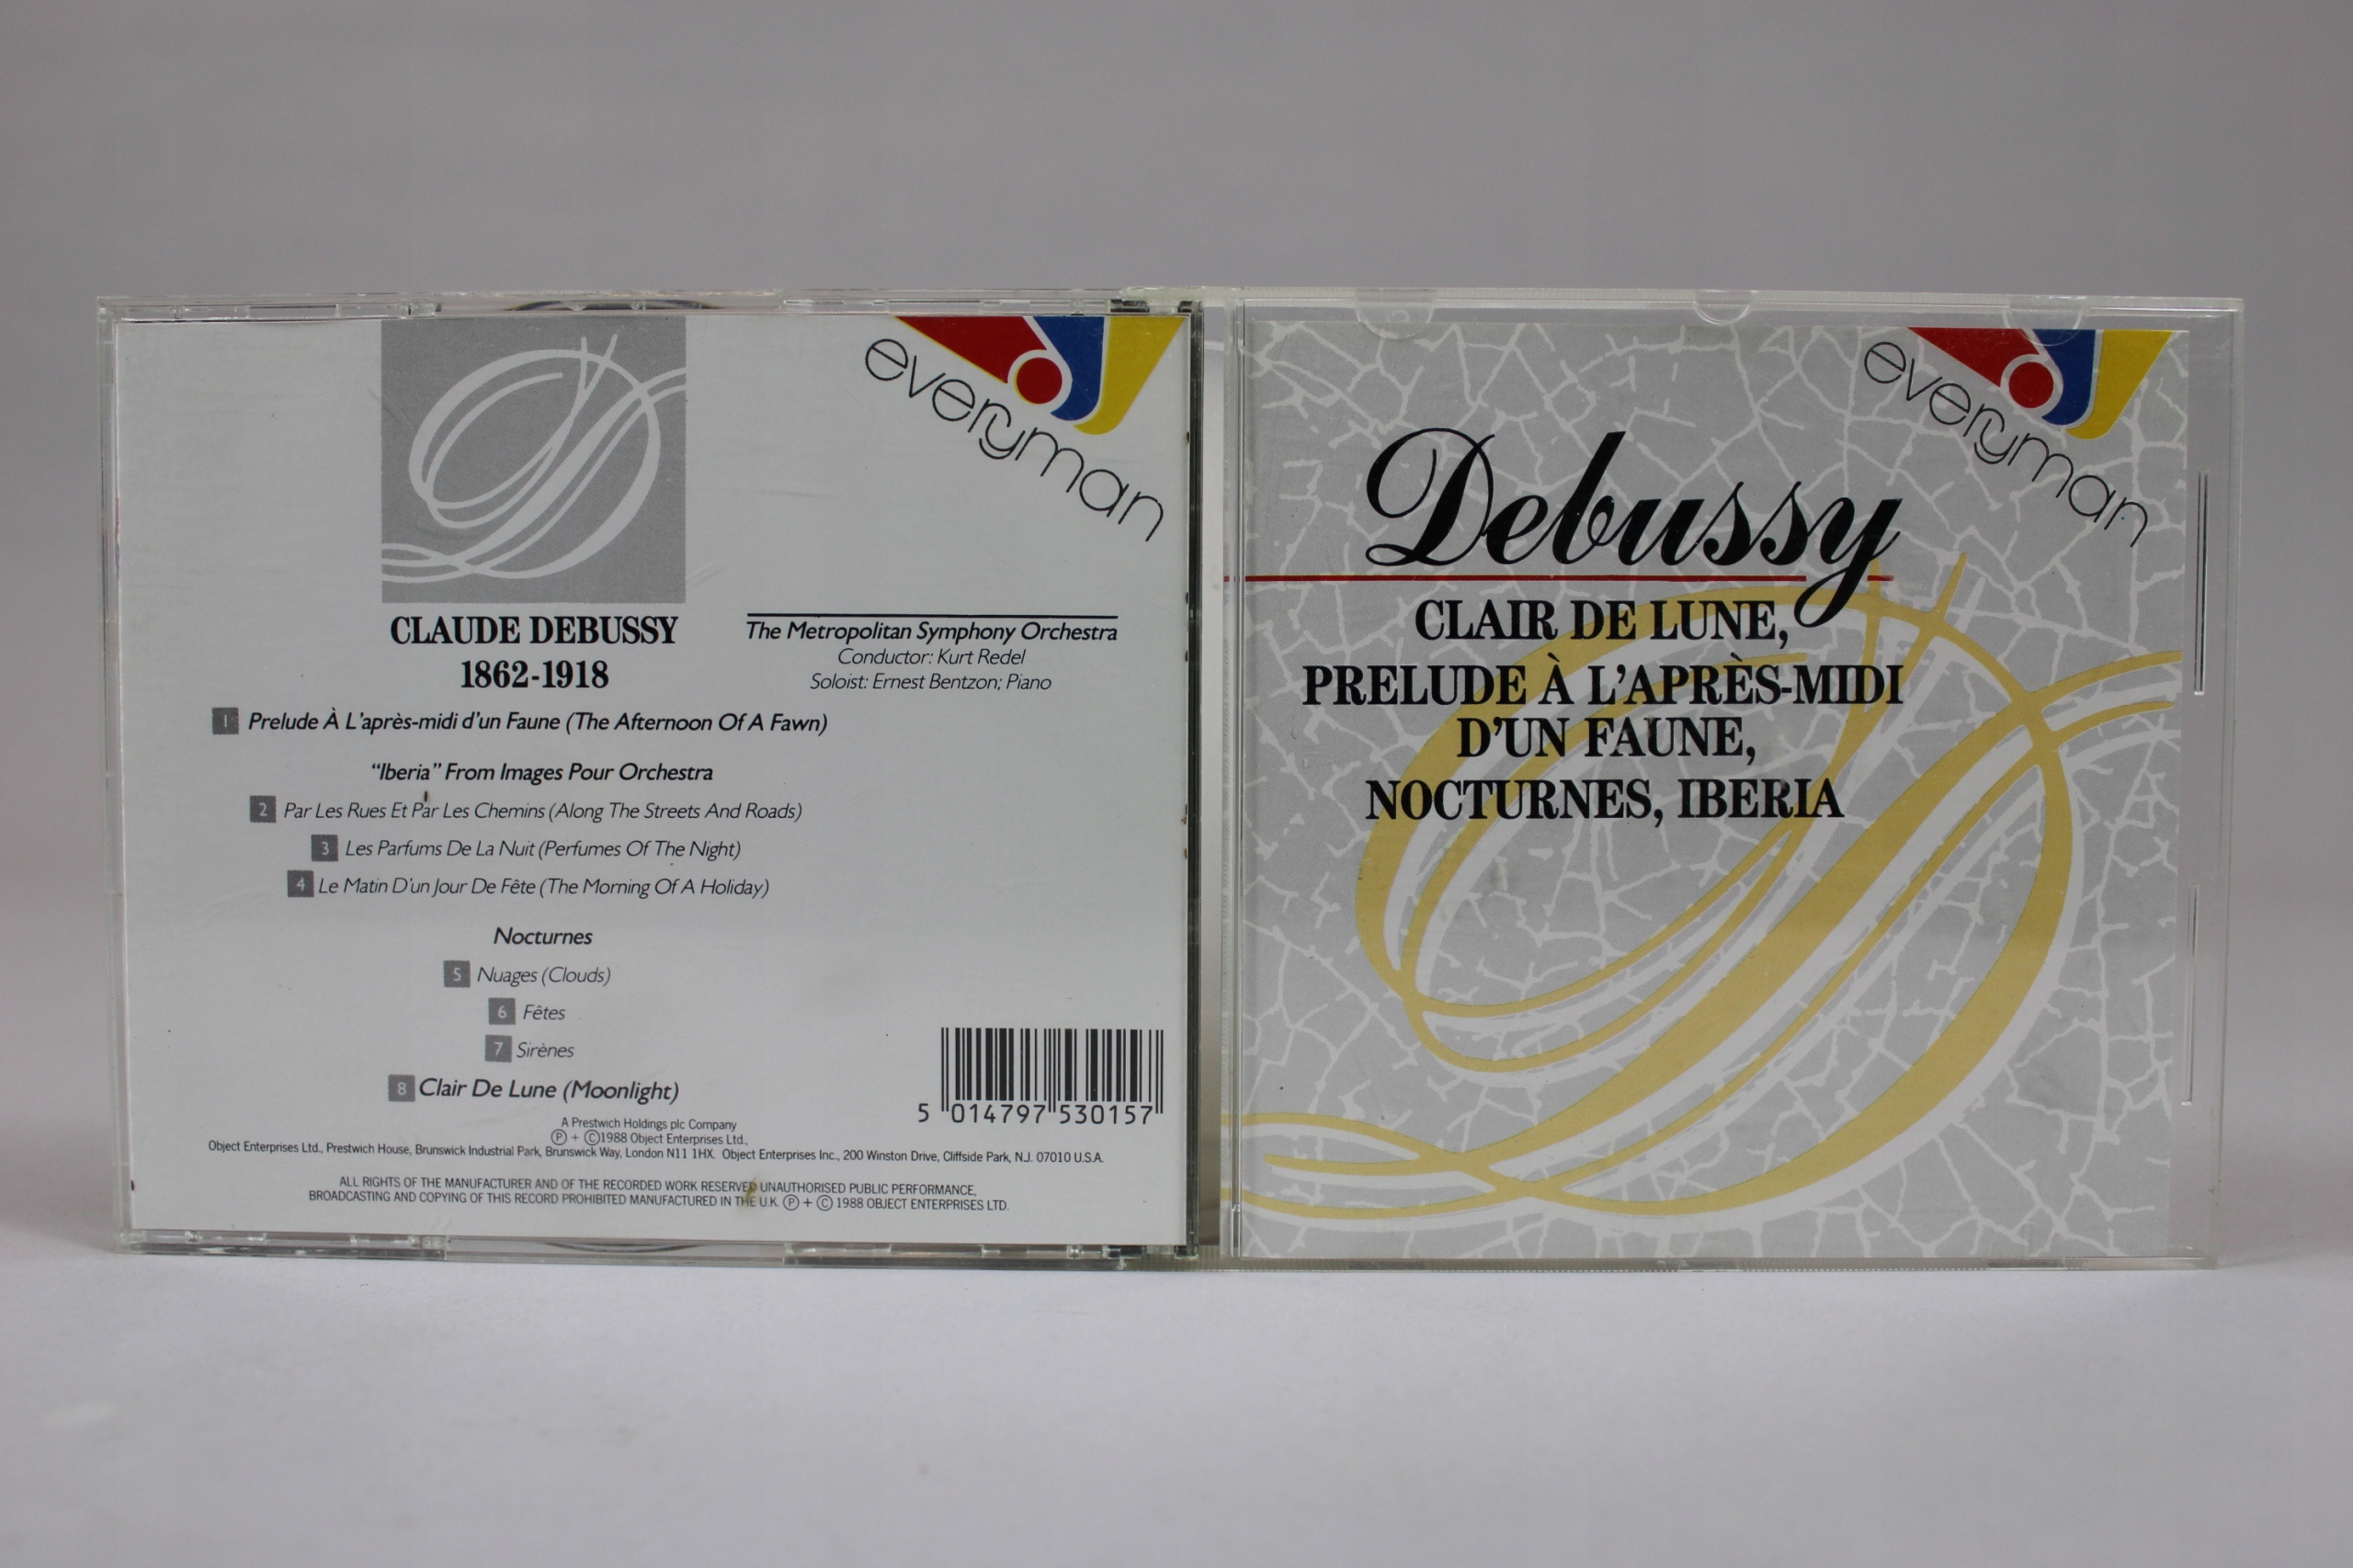 everyman
CLAUDE DEBUSSY
1862-1918
The Metropolitan Symphony Orchestra
Conductor: Kurt Redel
Soloist: Ernest Bentzon; Piano
1 Prelude À L'après-midi d'un Faune (The Afternoon Of A Fawn)
"Iberia" From Images Pour Orchestra
2 Par Les Rues Et Par Les Chemins (Along The Streets And Roads)
3 Les Parfums De La Nuit (Perfumes Of The Night)
4 Le Matin D'un Jour De Fête (The Morning Of A Holiday)
Nocturnes
5 Nuages (Clouds)
6 Fêtes
7 Sirènes
8 Clair De Lune (Moonlight)
5 014797 530157
A Prestwich Holdings plc Company
Ⓟ + ©1988 Object Enterprises Ltd.,
Object Enterprises Ltd., Prestwich House, Brunswick Industrial Park, Brunswick Way, London N11 1HX. Object Enterprises Inc., 200 Winston Drive, Cliffside Park, N.J. 07010 U.S.A.
ALL RIGHTS OF THE MANUFACTURER AND OF THE RECORDED WORK RESERVED UNAUTHORISED PUBLIC PERFORMANCE,
BROADCASTING AND COPYING OF THIS RECORD PROHIBITED MANUFACTURED IN THE U.K. Ⓟ + © 1988 OBJECT ENTERPRISES LTD.
everyman
Debussy
CLAIR DE LUNE,
PRELUDE À L'APRÈS-MIDI
D'UN FAUNE,
NOCTURNES, IBERIA